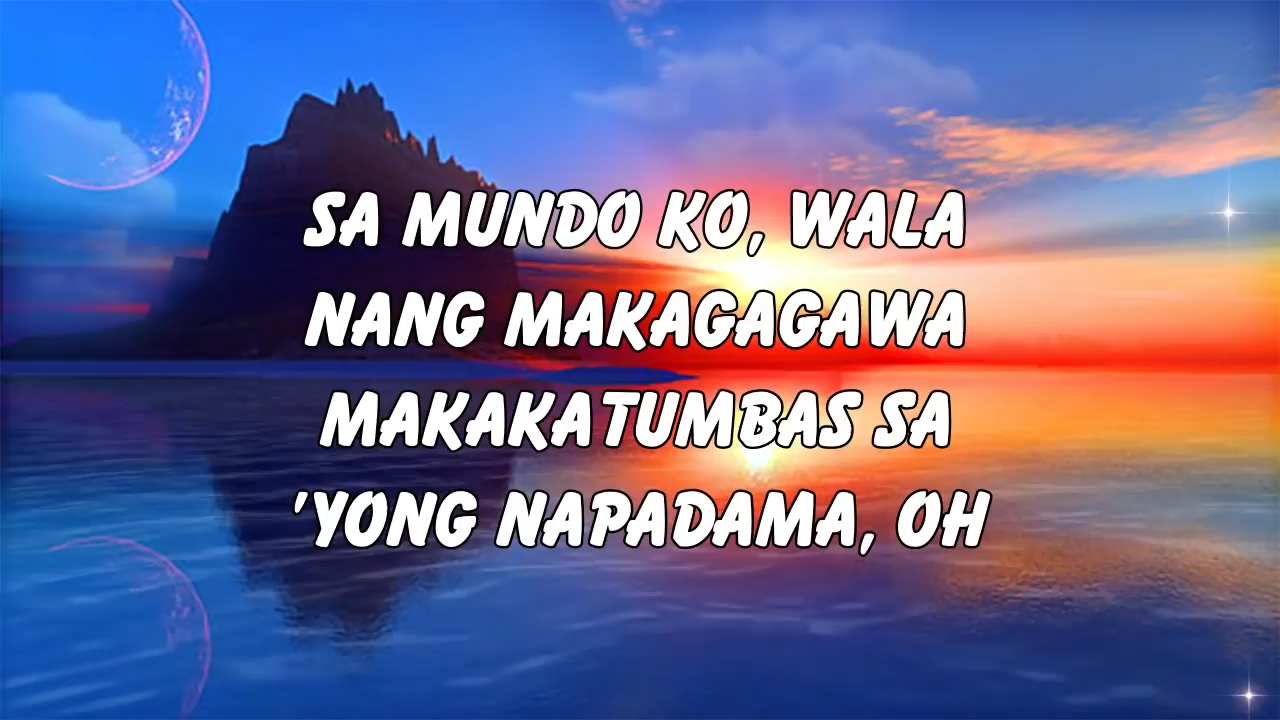 SA MUNDO KO, WALA
NANG MAKAGAGAWA
MAKAKATUMBAS SA
'YONG NAPADAMA, OH